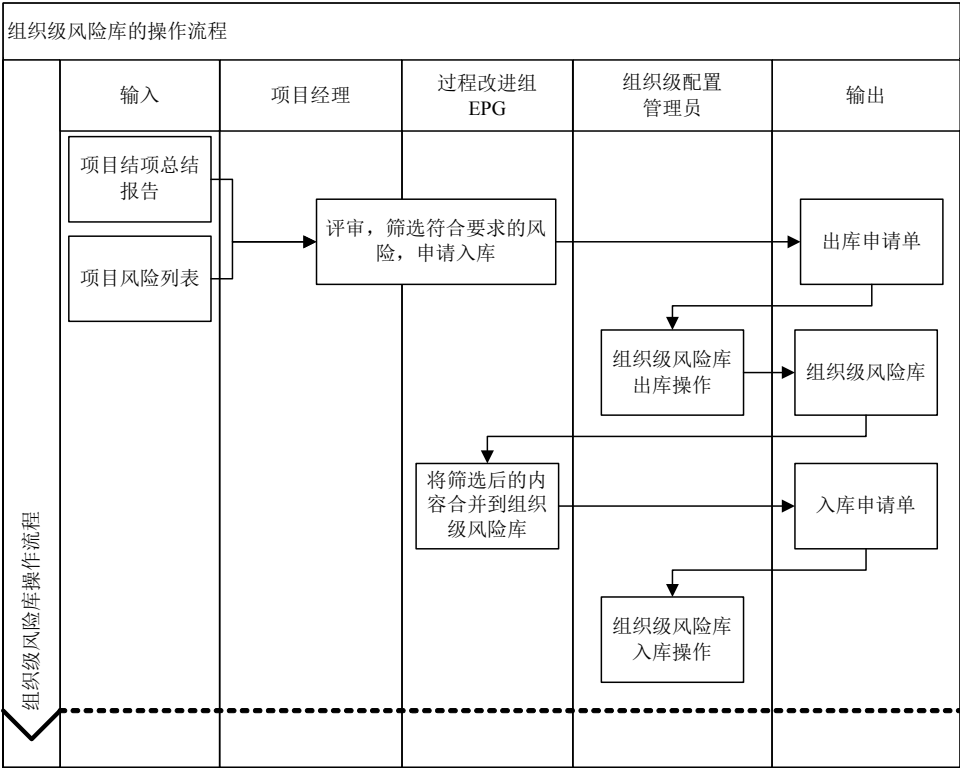 组织级风险库的操作流程
输入
项目经理
过程改进组
EPG
组织级配置
管理员
输出
项目结项总结
报告
项目风险列表
评审，筛选符合要求的风
险，申请入库
出库申请单
组织级风险库
出库操作
组织级风险库
将筛选后的内
容合并到组织
级风险库
入库申请单
组织级风险库
入库操作
组织级风险库操作流程